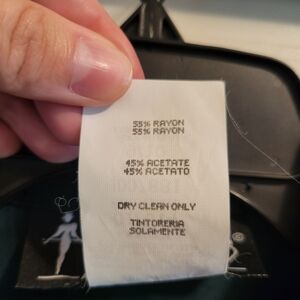 55% RAYON
55% RAYON
45% ACETATE
45% ACETATO
DRY CLEAN ONLY
TINTORERIA
SOLAMENTE